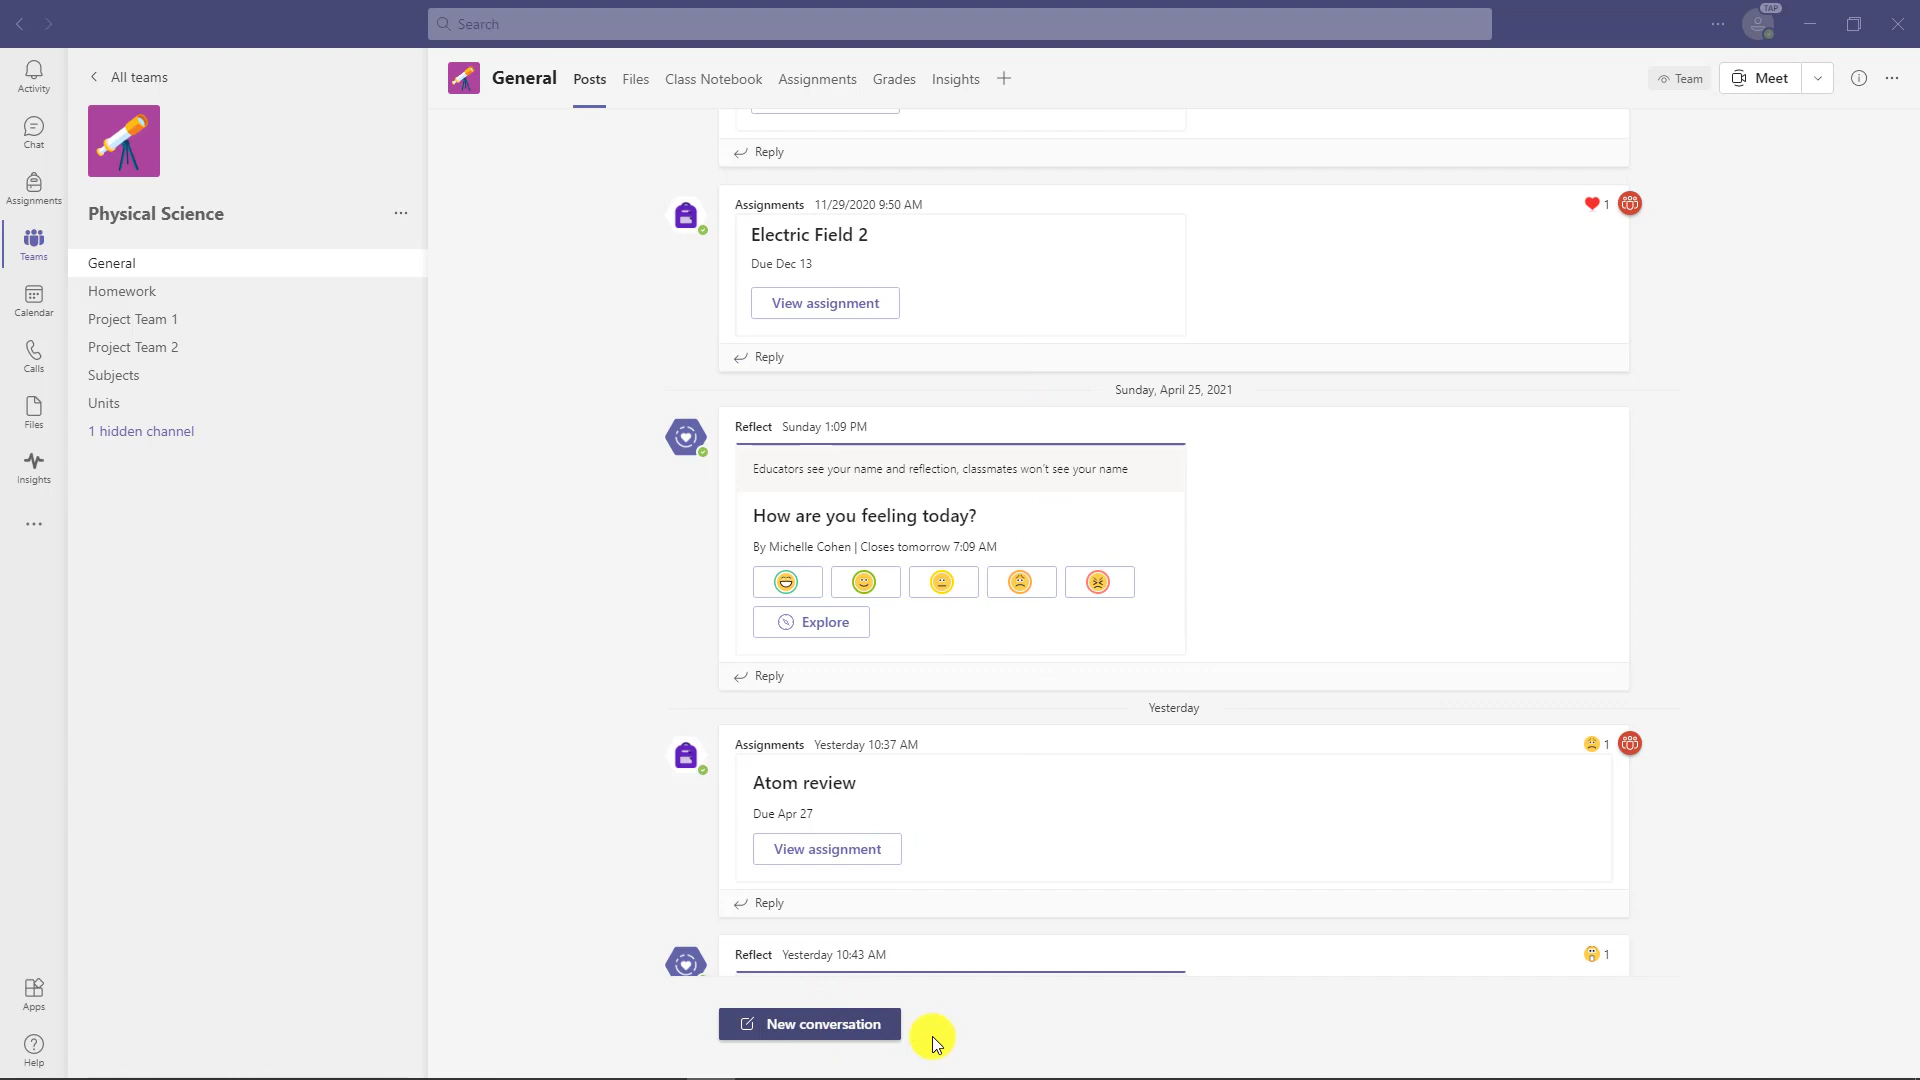 Search
TAP
Activity
Chat
Assignments
Teams
Calendar
Calls
Files
Insights
Apps
Help
All teams
Physical Science
General
Homework
Project Team 1
Project Team 2
Subjects
Units
1 hidden channel
General Posts Files Class Notebook Assignments Grades Insights
Team Meet
Reply
Assignments 11/29/2020 9:50 AM
1
Electric Field 2
Due Dec 13
View assignment
Reply
Sunday, April 25, 2021
Reflect Sunday 1:09 PM
Educators see your name and reflection, classmates won't see your name
How are you feeling today?
By Michelle Cohen | Closes tomorrow 7:09 AM
Explore
Reply
Yesterday
Assignments Yesterday 10:37 AM
1
Atom review
Due Apr 27
View assignment
Reply
Reflect Yesterday 10:43 AM
1
New conversation